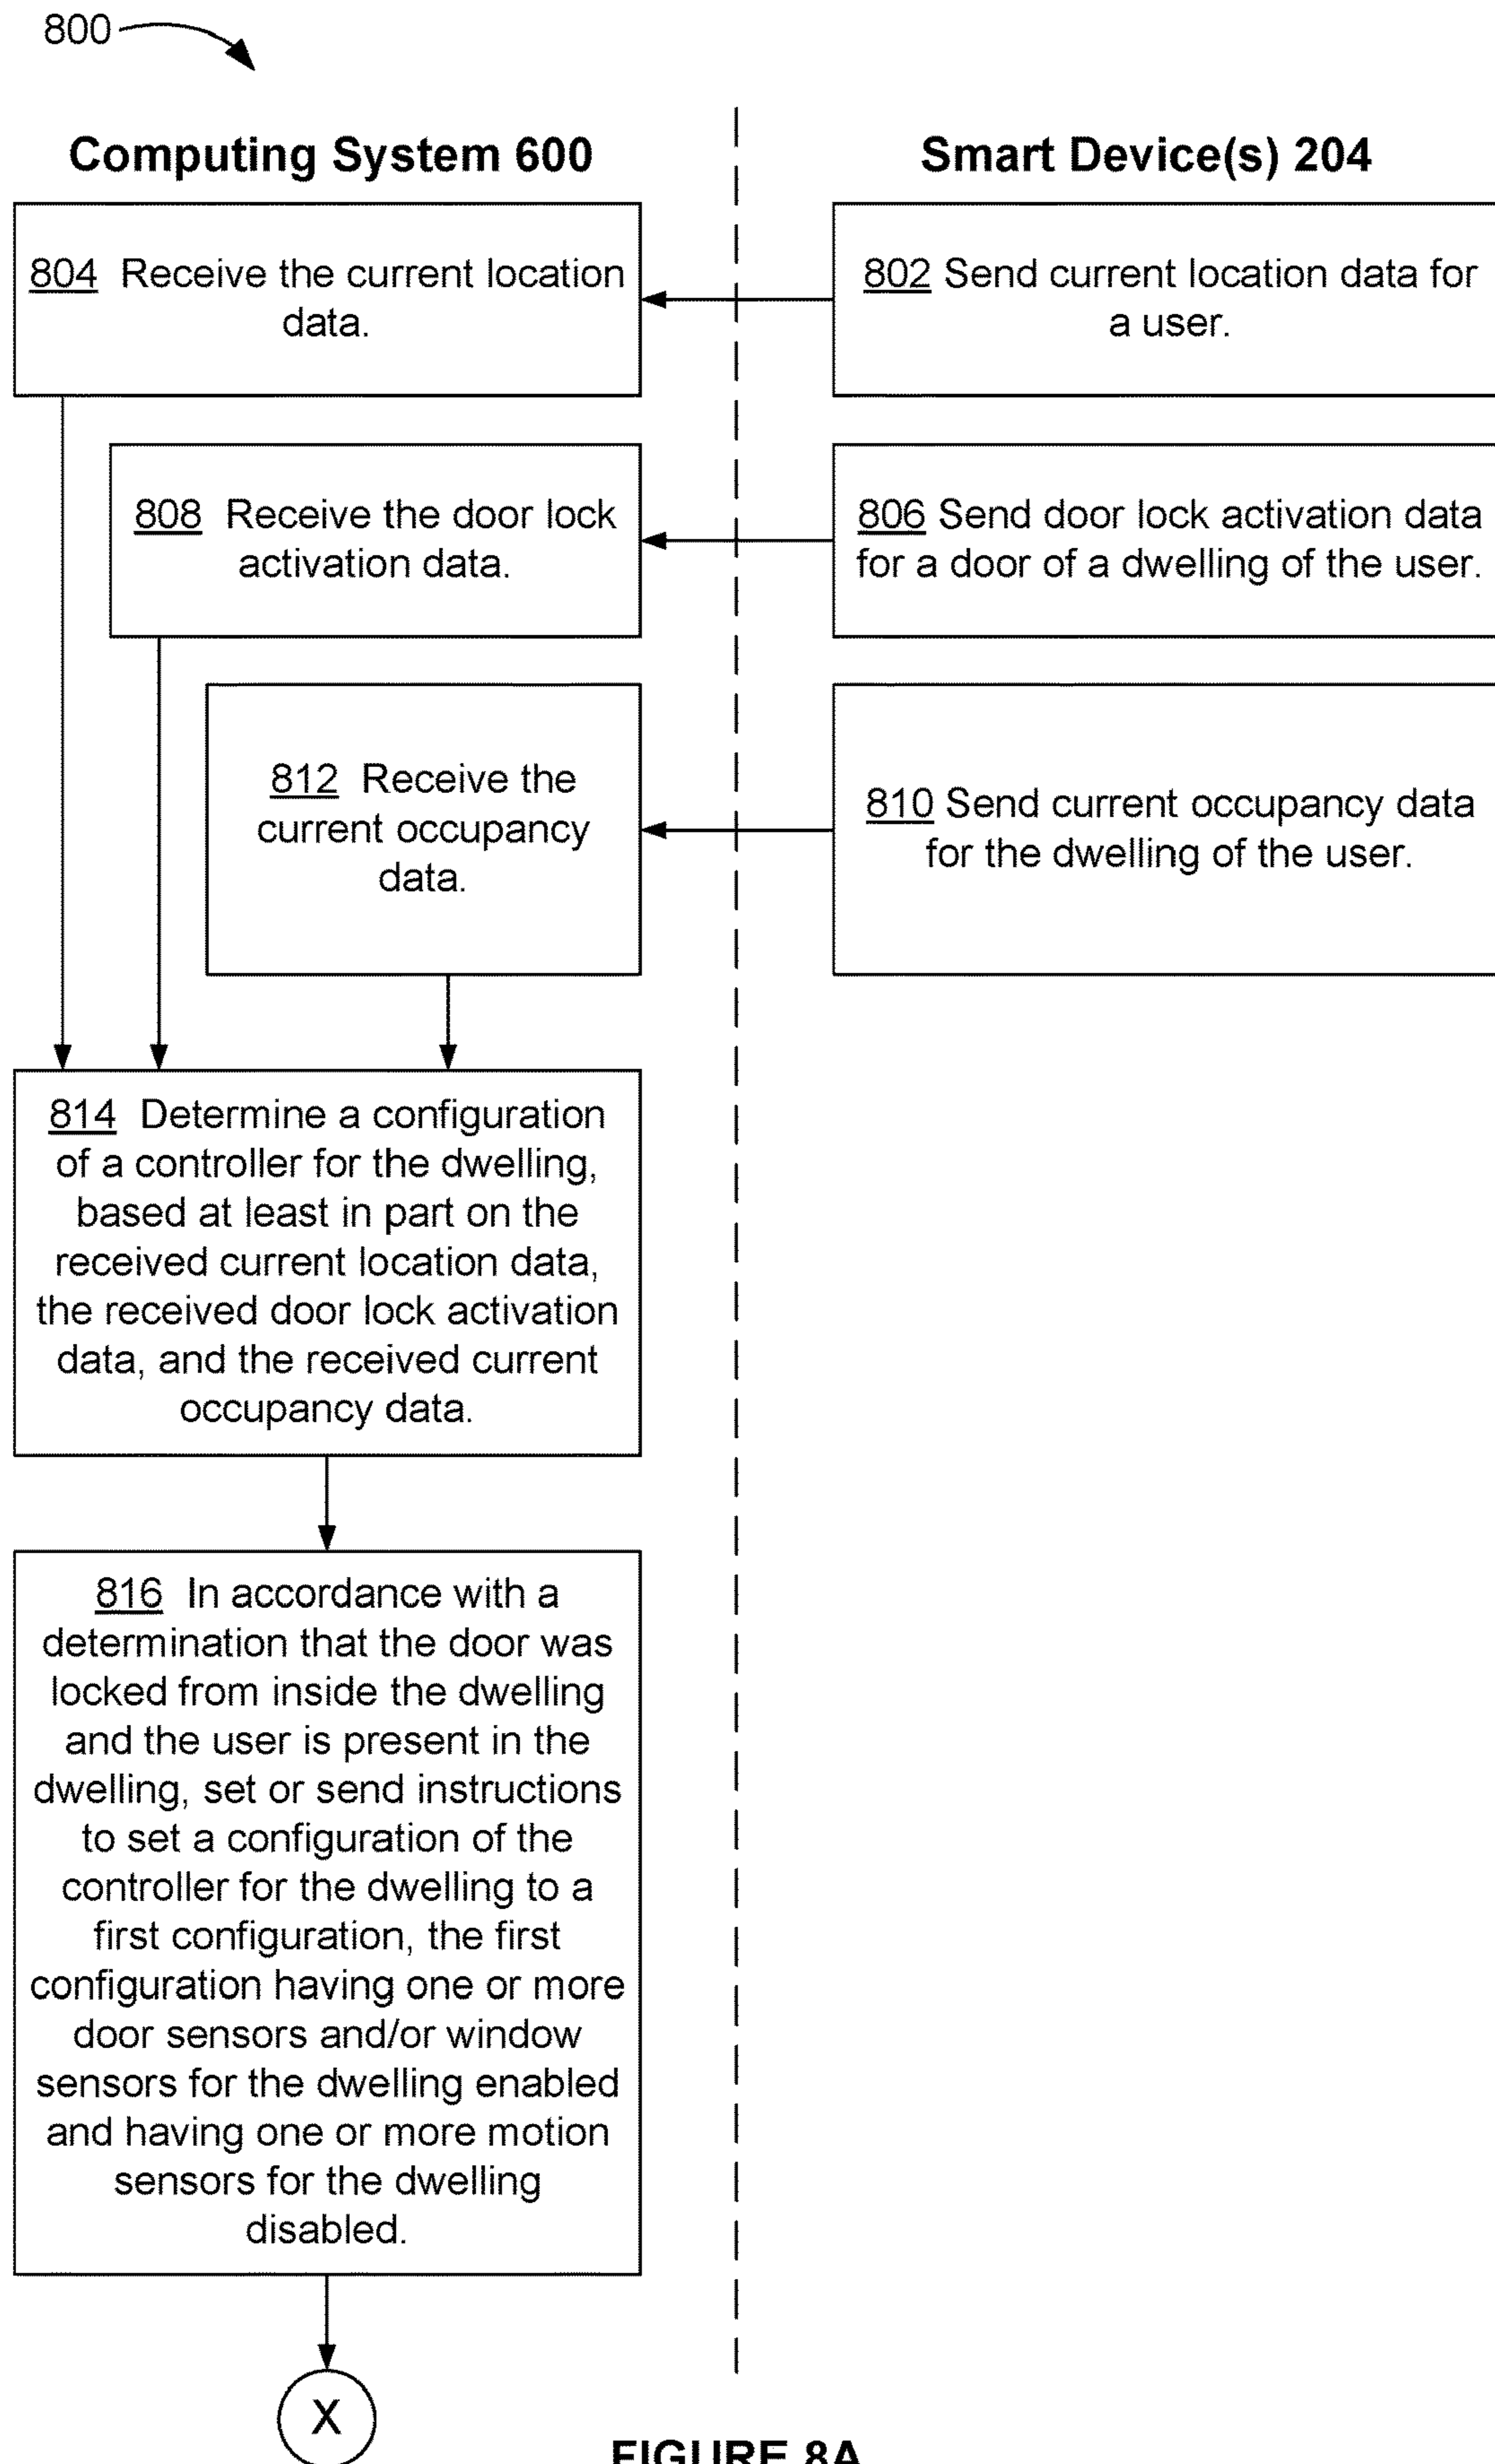 800
Computing System 600
Smart Device(s) 204
804 Receive the current location
data.
802 Send current location data for
a user.
808 Receive the door lock
activation data.
806 Send door lock activation data
for a door of a dwelling of the user.
812 Receive the
current occupancy
data.
810 Send current occupancy data
for the dwelling of the user.
814 Determine a configuration
of a controller for the dwelling,
based at least in part on the
received current location data,
the received door lock activation
data, and the received current
occupancy data.
816 In accordance with a
determination that the door was
locked from inside the dwelling
and the user is present in the
dwelling, set or send instructions
to set a configuration of the
controller for the dwelling to a
first configuration, the first
configuration having one or more
door sensors and/or window
sensors for the dwelling enabled
and having one or more motion
sensors for the dwelling
disabled.
X
FIGURE 8A